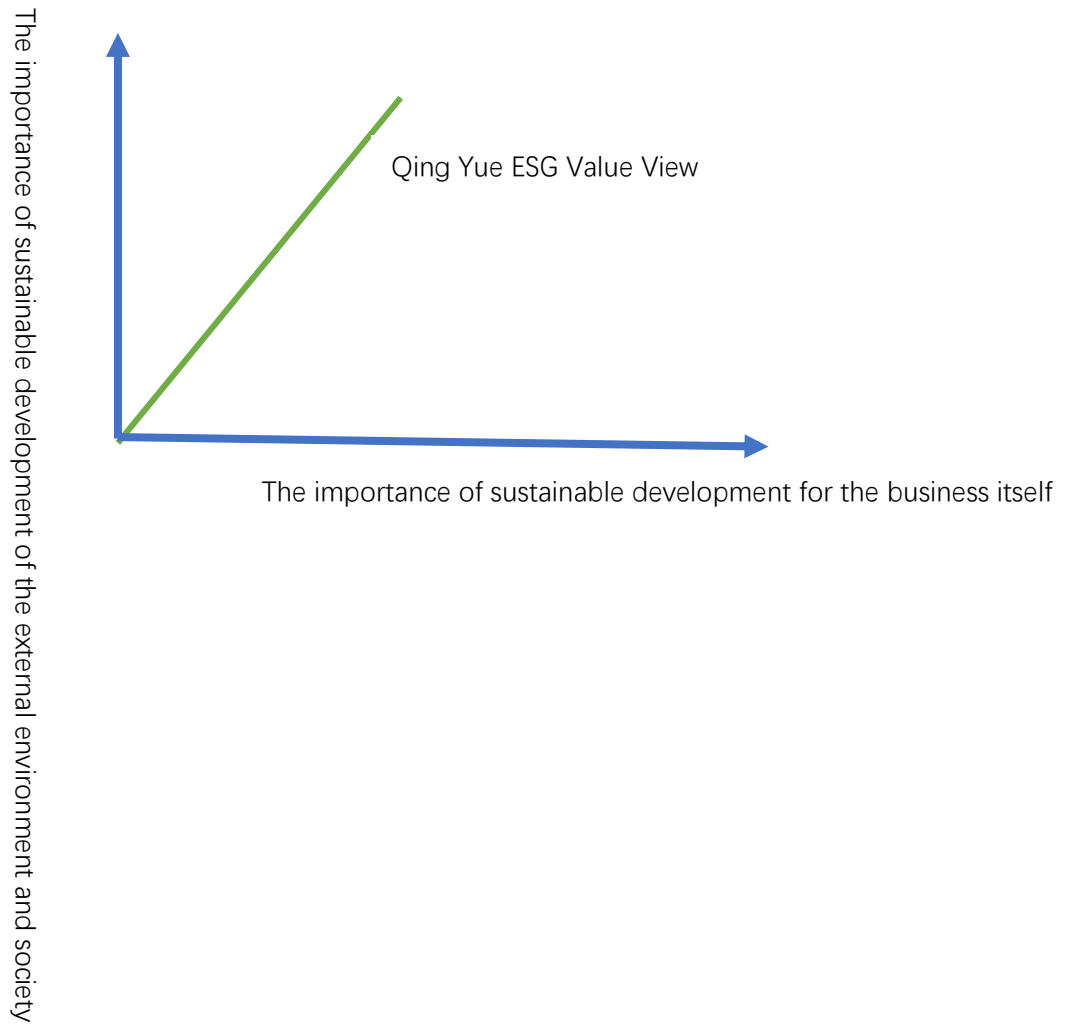 The importance of sustainable development of the external environment and society
Qing Yue ESG Value View
The importance of sustainable development for the business itself